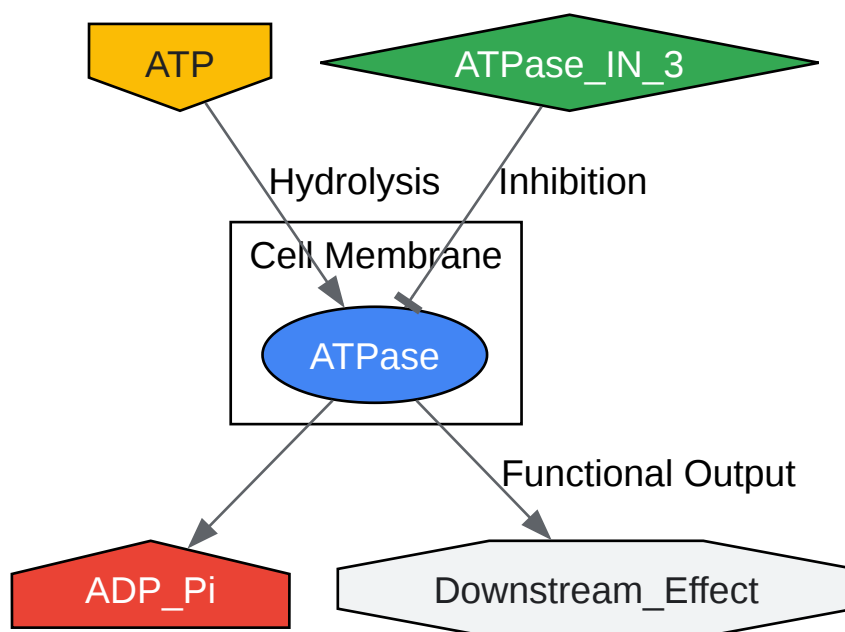 ATP
ATPase_IN_3
Hydrolysis
Inhibition
Cell Membrane
ATPase
Functional Output
ADP_Pi
Downstream_Effect